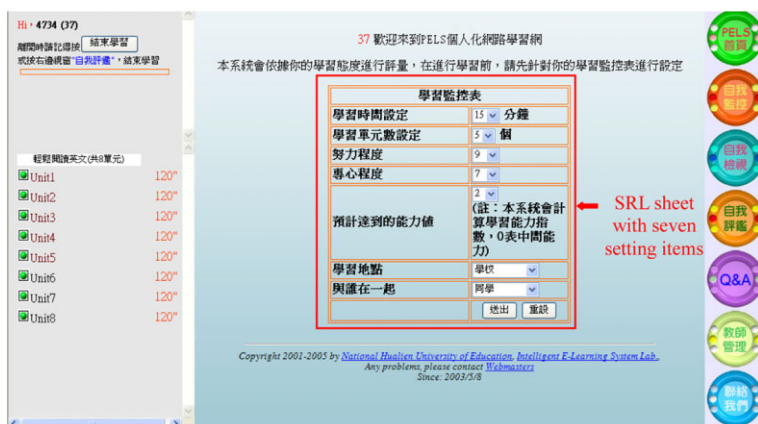 Hi，4734 (37)
離開時請記得按 結束學習
或按右邊視窗"自我評鑑"，結束學習
輕鬆閱讀英文(共8單元)
Unit1 120"
Unit2 120"
Unit3 120"
Unit4 120"
Unit5 120"
Unit6 120"
Unit7 120"
Unit8 120"
37 歡迎來到PELS個人化網路學習網
本系統會依據你的學習態度進行評量，在進行學習前，請先針對你的學習監控表進行設定
學習監控表
學習時間設定 15 分鐘
學習單元數設定 5 個
努力程度 9
專心程度 7
預計達到的能力值 2
(註：本系統會計
算學習能力指
數，0表中間能
力)
學習地點 學校
與誰在一起 同學
送出 重設
SRL sheet
with seven
setting items
Copyright 2001-2005 by National Hualien University of Education, Intelligent E-Learning System Lab.,
Any problems, please contact Webmasters
Since: 2003/5/8
PELS
首頁
自我
監控
自我
檢視
自我
評鑑
Q&A
教師
管理
聯絡
我們